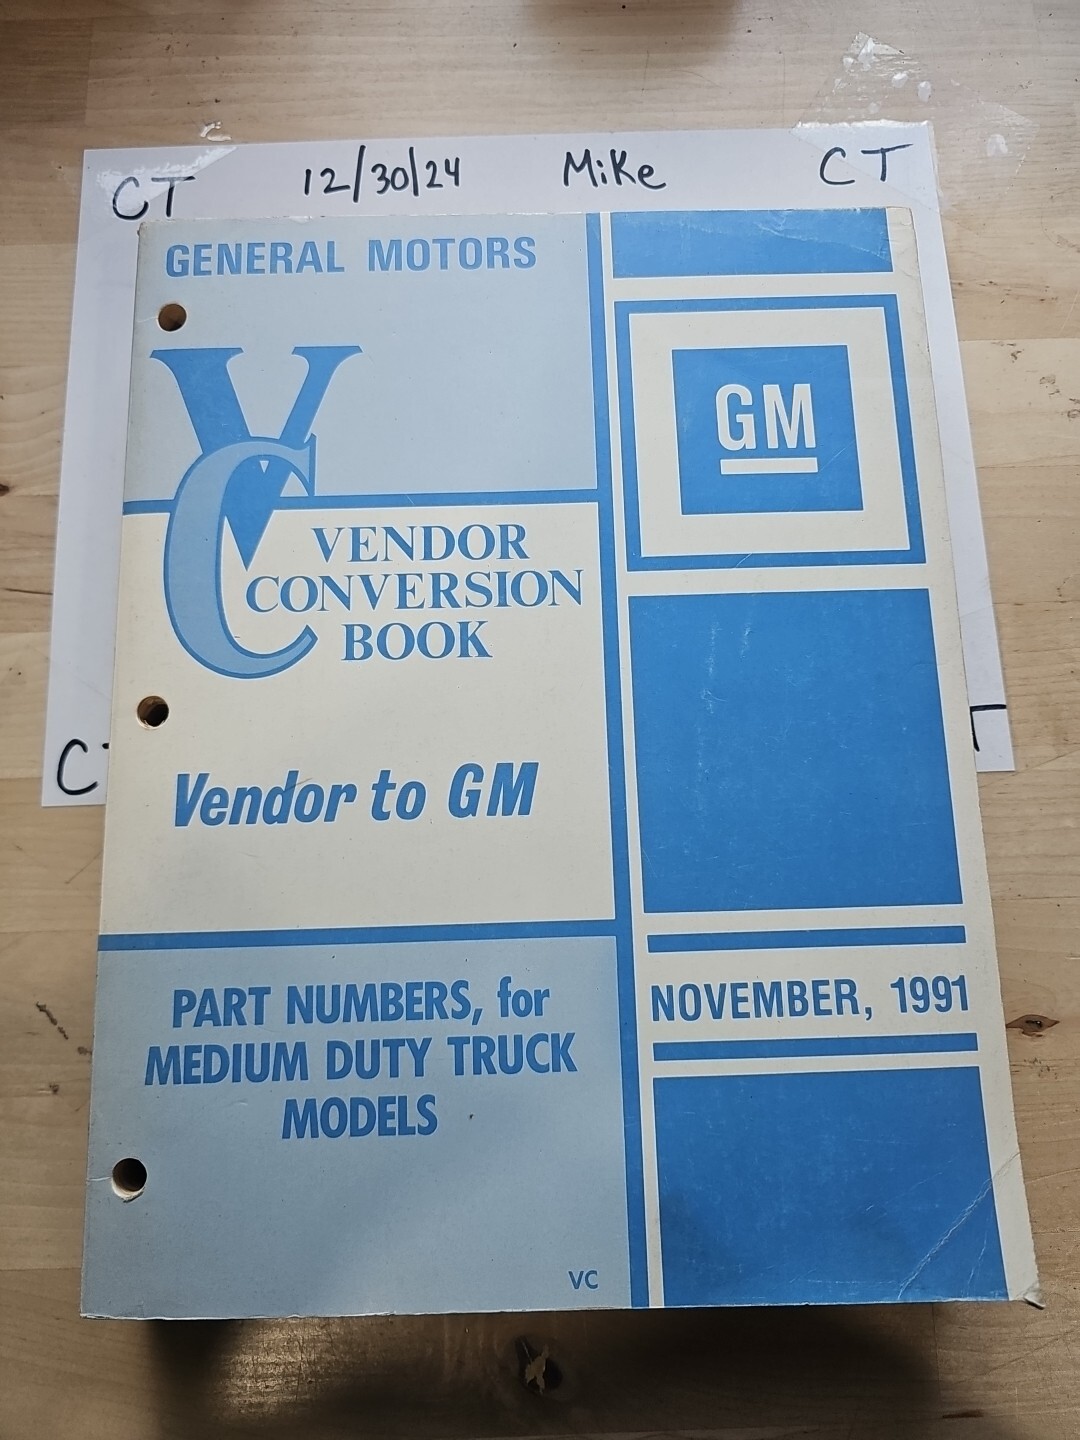 CT 12/30/24 Mike CT
GENERAL MOTORS
VC
GM
VENDOR
CONVERSION
BOOK
Vendor to GM
PART NUMBERS, for
MEDIUM DUTY TRUCK
MODELS
NOVEMBER, 1991
VC